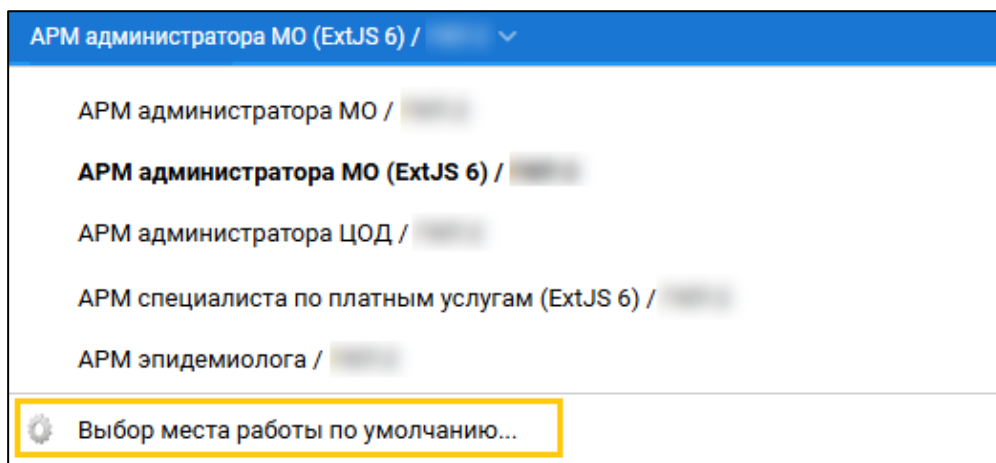 АРМ администратора МО (ExtJS 6) /
АРМ администратора МО /
АРМ администратора МО (ExtJS 6) /
АРМ администратора ЦОД /
АРМ специалиста по платным услугам (ExtJS 6) /
АРМ эпидемиолога /
Выбор места работы по умолчанию...